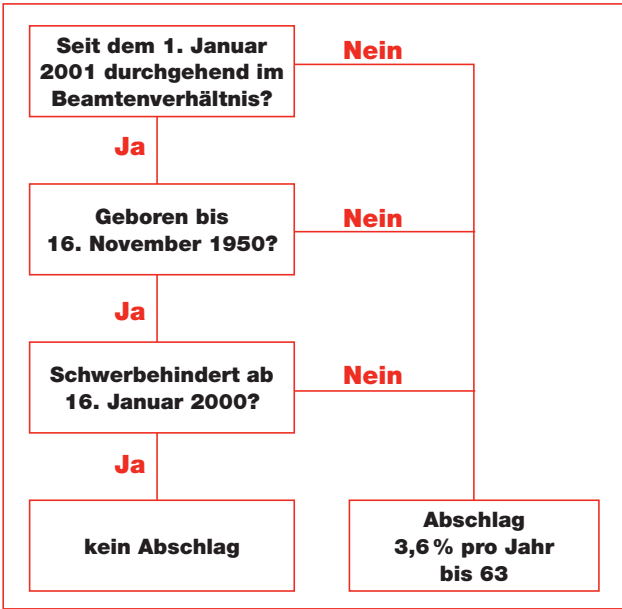 Seit dem 1. Januar
2001 durchgehend im
Beamtenverhältnis?
Nein
Ja
Geboren bis
16. November 1950?
Nein
Ja
Schwerbehindert ab
16. Januar 2000?
Nein
Ja
kein Abschlag
Abschlag
3,6 % pro Jahr
bis 63